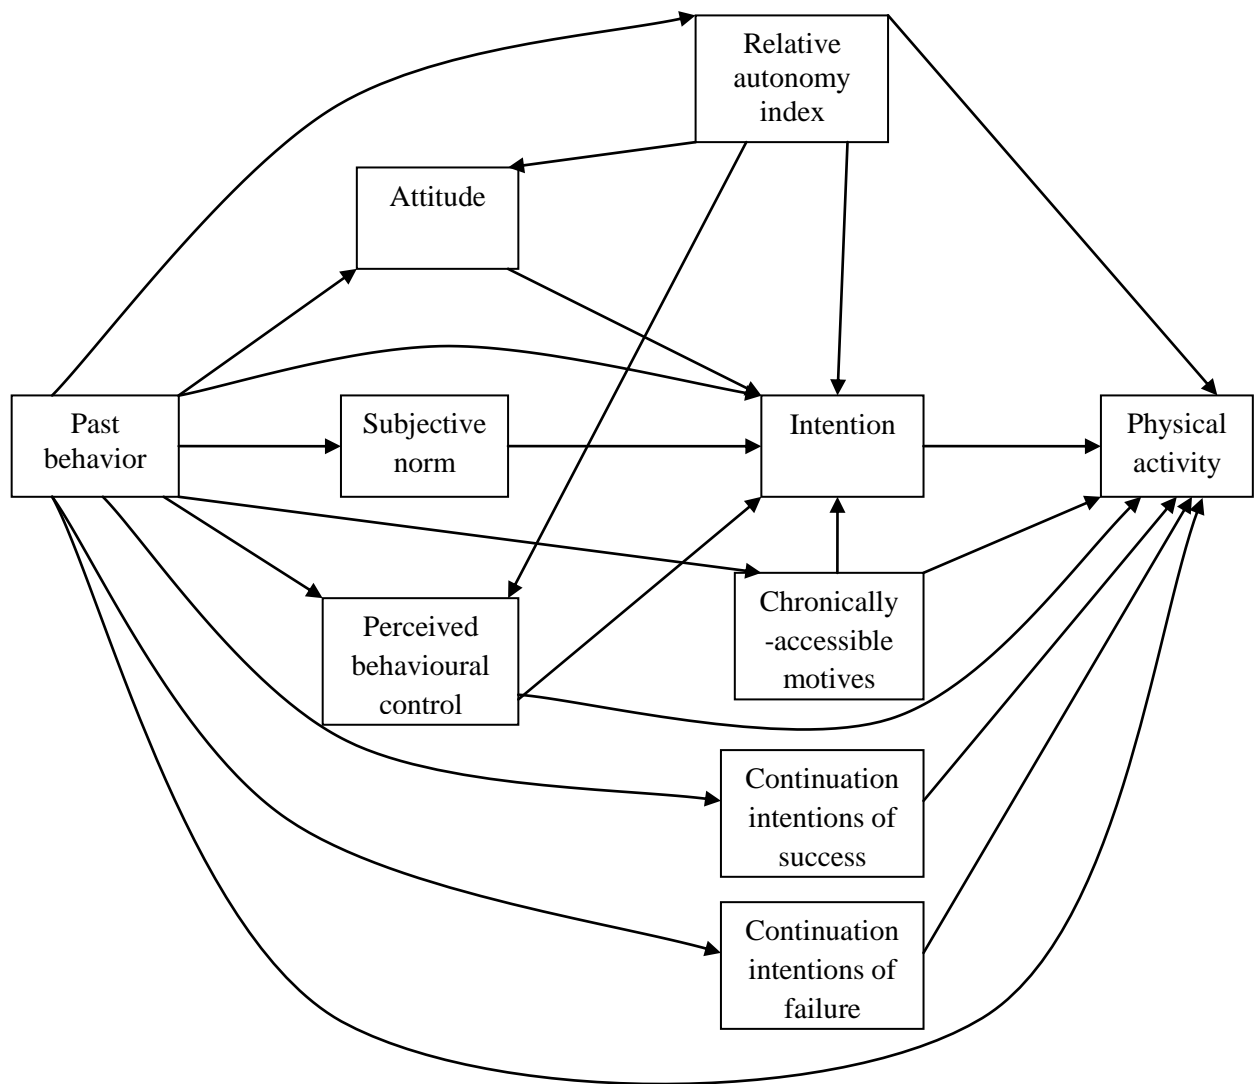 Relative
autonomy
index
Attitude
Past
behavior
Subjective
norm
Intention
Physical
activity
Perceived
behavioural
control
Chronically
-accessible
motives
Continuation
intentions of
success
Continuation
intentions of
failure